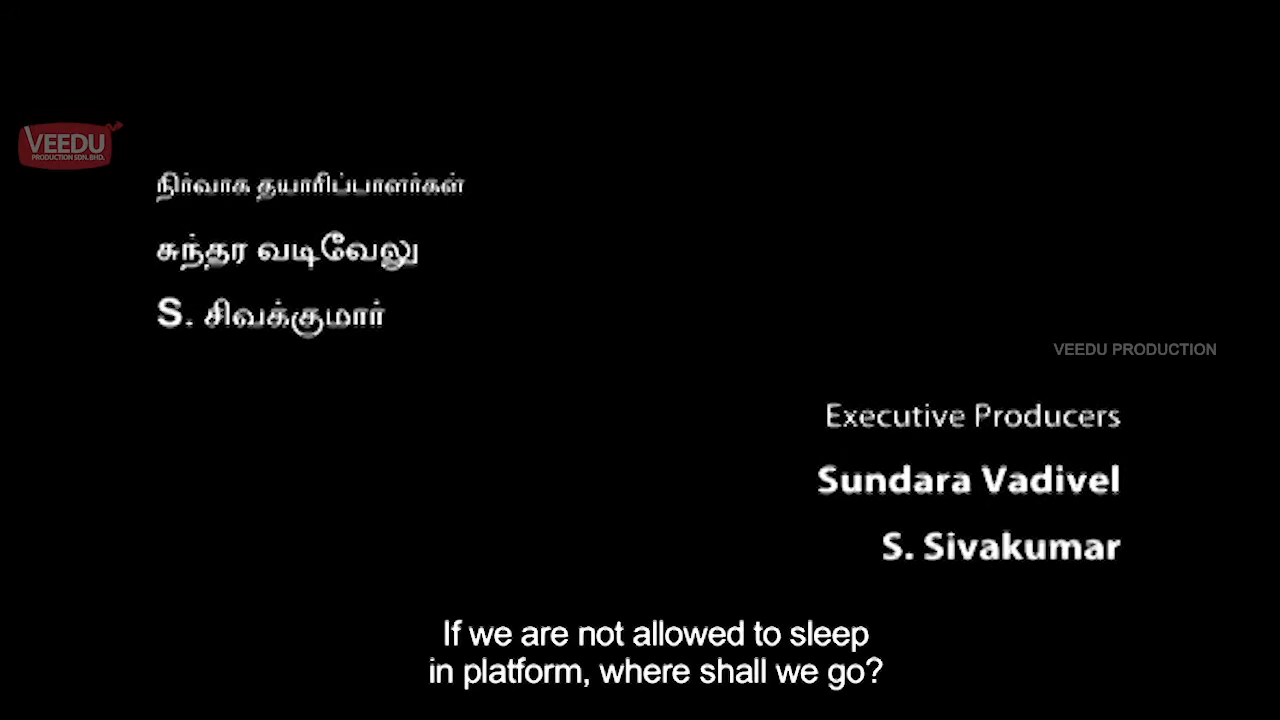 VEEDU
PRODUCTION SDN.BHD.
நிர்வாக தயாரிப்பாளர்கள்
சுந்தர வடிவேலு
S. சிவக்குமார்
VEEDU PRODUCTION
Executive Producers
Sundara Vadivel
S. Sivakumar
If we are not allowed to sleep
in platform, where shall we go?